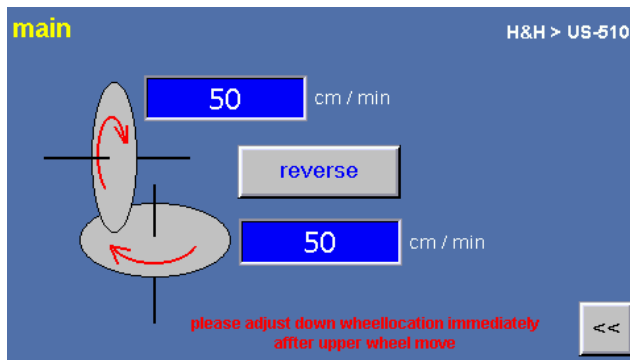 main
H&H > US-510
50 cm / min
reverse
50 cm / min
please adjust down wheellocation immediately
affter upper wheel move
<<